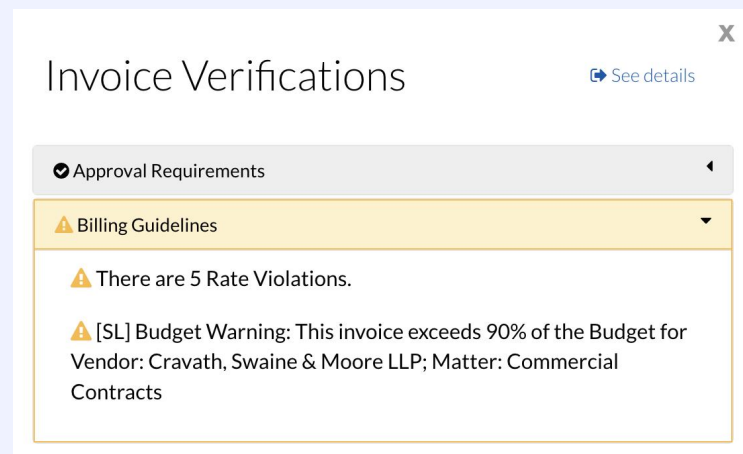 X
Invoice Verifications
See details
Approval Requirements
Billing Guidelines
There are 5 Rate Violations.
[SL] Budget Warning: This invoice exceeds 90% of the Budget for
Vendor: Cravath, Swaine & Moore LLP; Matter: Commercial
Contracts